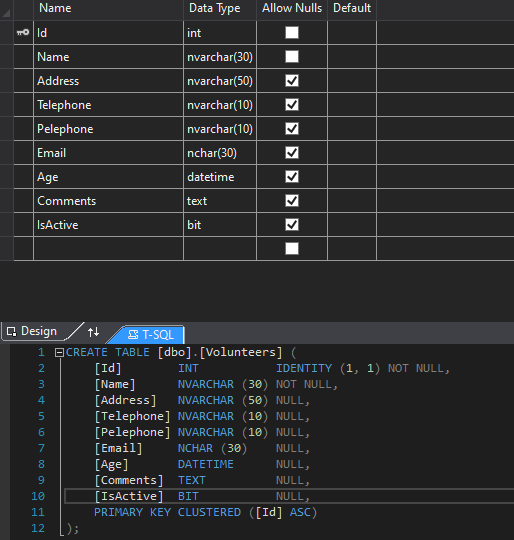 Name Data Type Allow Nulls Default
Id int
Name nvarchar(30)
Address nvarchar(50)
Telephone nvarchar(10)
Pelephone nvarchar(10)
Email nchar(30)
Age datetime
Comments text
IsActive bit
Design T-SQL
1 CREATE TABLE [dbo].[Volunteers] (
2 [Id] INT IDENTITY (1, 1) NOT NULL,
3 [Name] NVARCHAR (30) NOT NULL,
4 [Address] NVARCHAR (50) NULL,
5 [Telephone] NVARCHAR (10) NULL,
6 [Pelephone] NVARCHAR (10) NULL,
7 [Email] NCHAR (30) NULL,
8 [Age] DATETIME NULL,
9 [Comments] TEXT NULL,
10 [IsActive] BIT NULL,
11 PRIMARY KEY CLUSTERED ([Id] ASC)
12 );